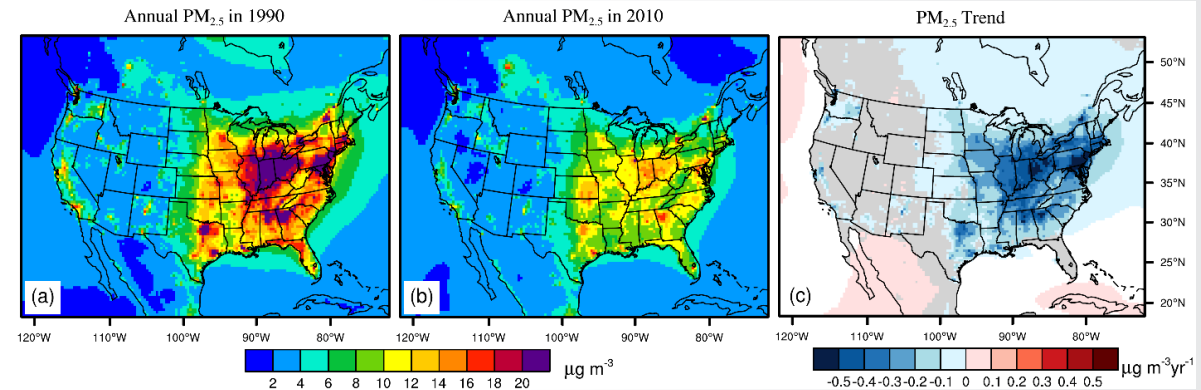 Annual PM2.5 in 1990
Annual PM2.5 in 2010
PM2.5 Trend
(a)
(b)
(c)
50°N
45°N
40°N
35°N
30°N
25°N
20°N
120°W 110°W 100°W 90°W 80°W
120°W 110°W 100°W 90°W 80°W
120°W 110°W 100°W 90°W 80°W
2 4 6 8 10 12 14 16 18 20
μg m-3
-0.5 -0.4 -0.3 -0.2 -0.1 0 0.1 0.2 0.3 0.4 0.5
μg m-3yr-1